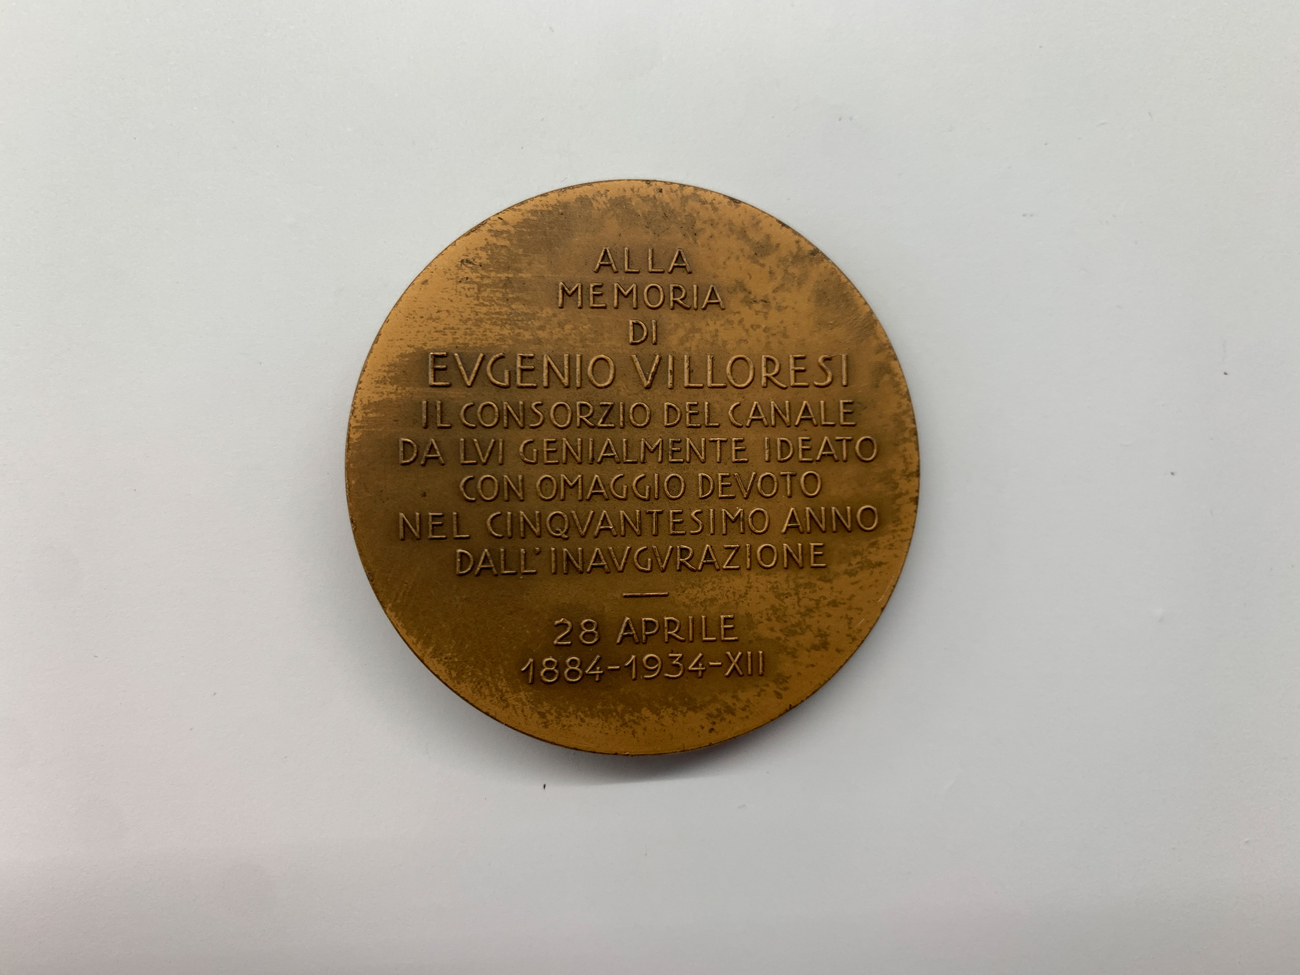 ALLA
MEMORIA
DI
EVGENIO VILLORESI
IL CONSORZIO DEL CANALE
DA LVI GENIALMENTE IDEATO
CON OMAGGIO DEVOTO
NEL CINQVANTESIMO ANNO
DALL'INAVGVRAZIONE
—
28 APRILE
1884-1934-XII